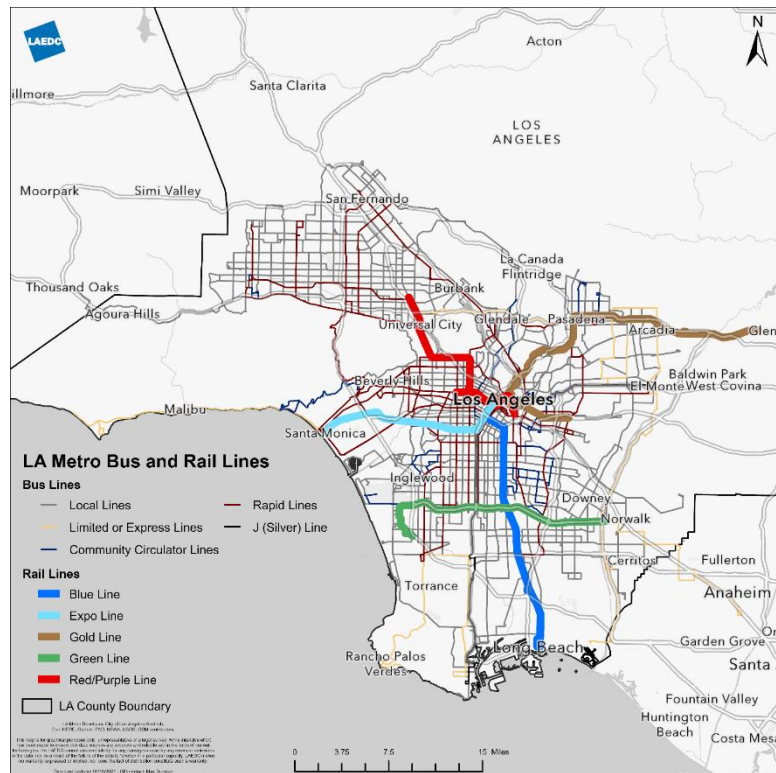 LAEDC
N
Acton
Santa Clarita
illmore
LOS
ANGELES
Moorpark
Simi Valley
San Fernando
La Canada
Flintridge
Thousand Oaks
Agoura Hills
Burbank
Universal City
Glendale
Pasadena
Arcadia
Glen
Baldwin Park
Beverly Hills
El Monte
West Covina
Los Angeles
Malibu
Santa Monica
LA Metro Bus and Rail Lines
Bus Lines
Local Lines
Rapid Lines
Limited or Express Lines
J (Silver) Line
Community Circulator Lines
Inglewood
Downey
Norwalk
Rail Lines
Blue Line
Expo Line
Gold Line
Green Line
Red/Purple Line
LA County Boundary
Torrance
Cerritos
Fullerton
Anaheim
Rancho Palos
Verdes
Long Beach
Garden Grove
Or
Santa
Fountain Valley
Huntington
Beach
Costa Mesa
0 3.75 7.5 15 Miles